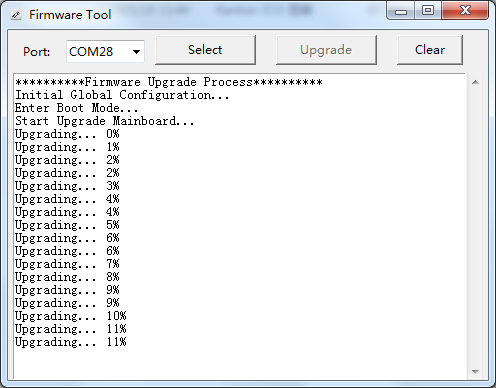 Firmware Tool
Port: COM28 Select Upgrade Clear
**********Firmware Upgrade Process**********
Initial Global Configuration...
Enter Boot Mode...
Start Upgrade Mainboard...
Upgrading... 0%
Upgrading... 1%
Upgrading... 2%
Upgrading... 2%
Upgrading... 3%
Upgrading... 4%
Upgrading... 4%
Upgrading... 5%
Upgrading... 6%
Upgrading... 6%
Upgrading... 7%
Upgrading... 8%
Upgrading... 9%
Upgrading... 9%
Upgrading... 10%
Upgrading... 11%
Upgrading... 11%